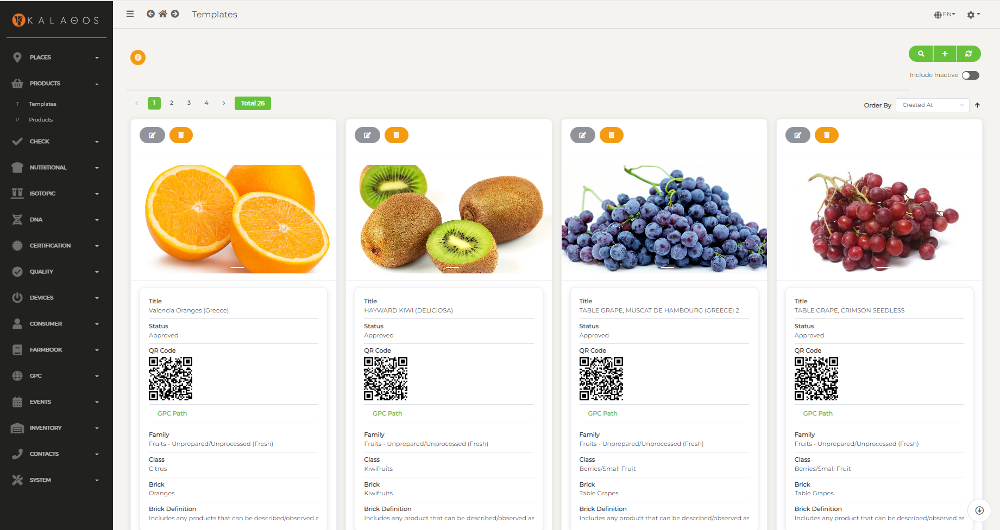 KALAΘOS
PLACES
PRODUCTS
T Templates
P Products
CHECK
NUTRITIONAL
ISOTOPIC
DNA
CERTIFICATION
QUALITY
DEVICES
CONSUMER
FARMBOOK
GPC
EVENTS
INVENTORY
CONTACTS
SYSTEM
Templates
EN
Include Inactive
1 2 3 4 Total 26
Order By Created At
Title
Valencia Oranges (Greece)
Status
Approved
QR Code
GPC Path
Family
Fruits - Unprepared/Unprocessed (Fresh)
Class
Citrus
Brick
Oranges
Brick Definition
Includes any products that can be described/observed a
Title
HAYWARD KIWI (DELICIOSA)
Status
Approved
QR Code
GPC Path
Family
Fruits - Unprepared/Unprocessed (Fresh)
Class
Kiwifruits
Brick
Kiwifruits
Brick Definition
Includes any product that can be described/observed as
Title
TABLE GRAPE, MUSCAT DE HAMBOURG (GREECE) 2
Status
Approved
QR Code
GPC Path
Family
Fruits - Unprepared/Unprocessed (Fresh)
Class
Berries/Small Fruit
Brick
Table Grapes
Brick Definition
Includes any product that can be described/observed as
Title
TABLE GRAPE, CRIMSON SEEDLESS
Status
Approved
QR Code
GPC Path
Family
Fruits - Unprepared/Unprocessed (Fresh)
Class
Berries/Small Fruit
Brick
Table Grapes
Brick Definition
Includes any product that can be described/observed as